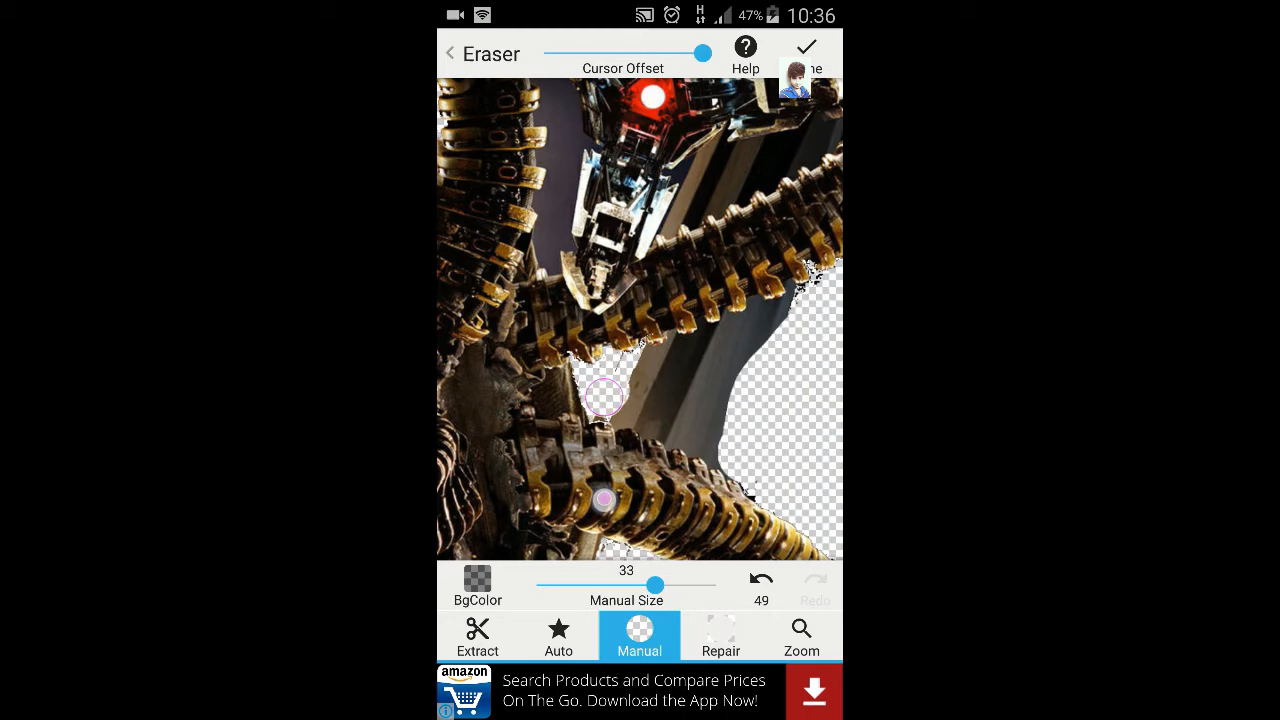 H
47%
10:36
Eraser
Cursor Offset
Help
ne
33
BgColor
Manual Size
49
Redo
Extract
Auto
Manual
Repair
Zoom
amazon
Search Products and Compare Prices
On The Go. Download the App Now!